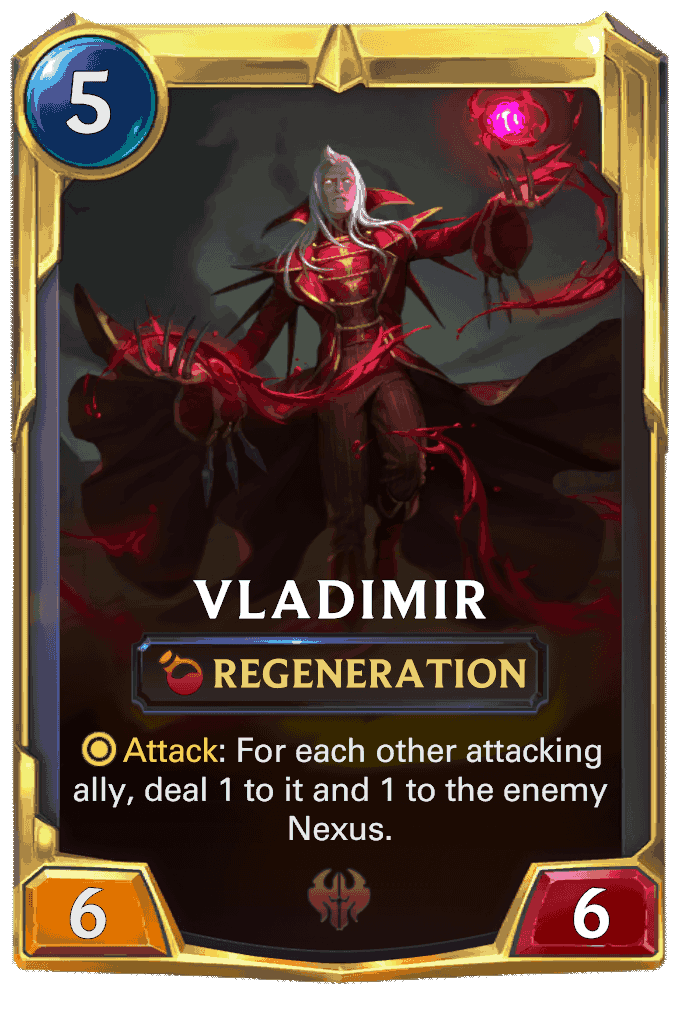 5
VLADIMIR
REGENERATION
Attack: For each other attacking
ally, deal 1 to it and 1 to the enemy
Nexus.
6
6